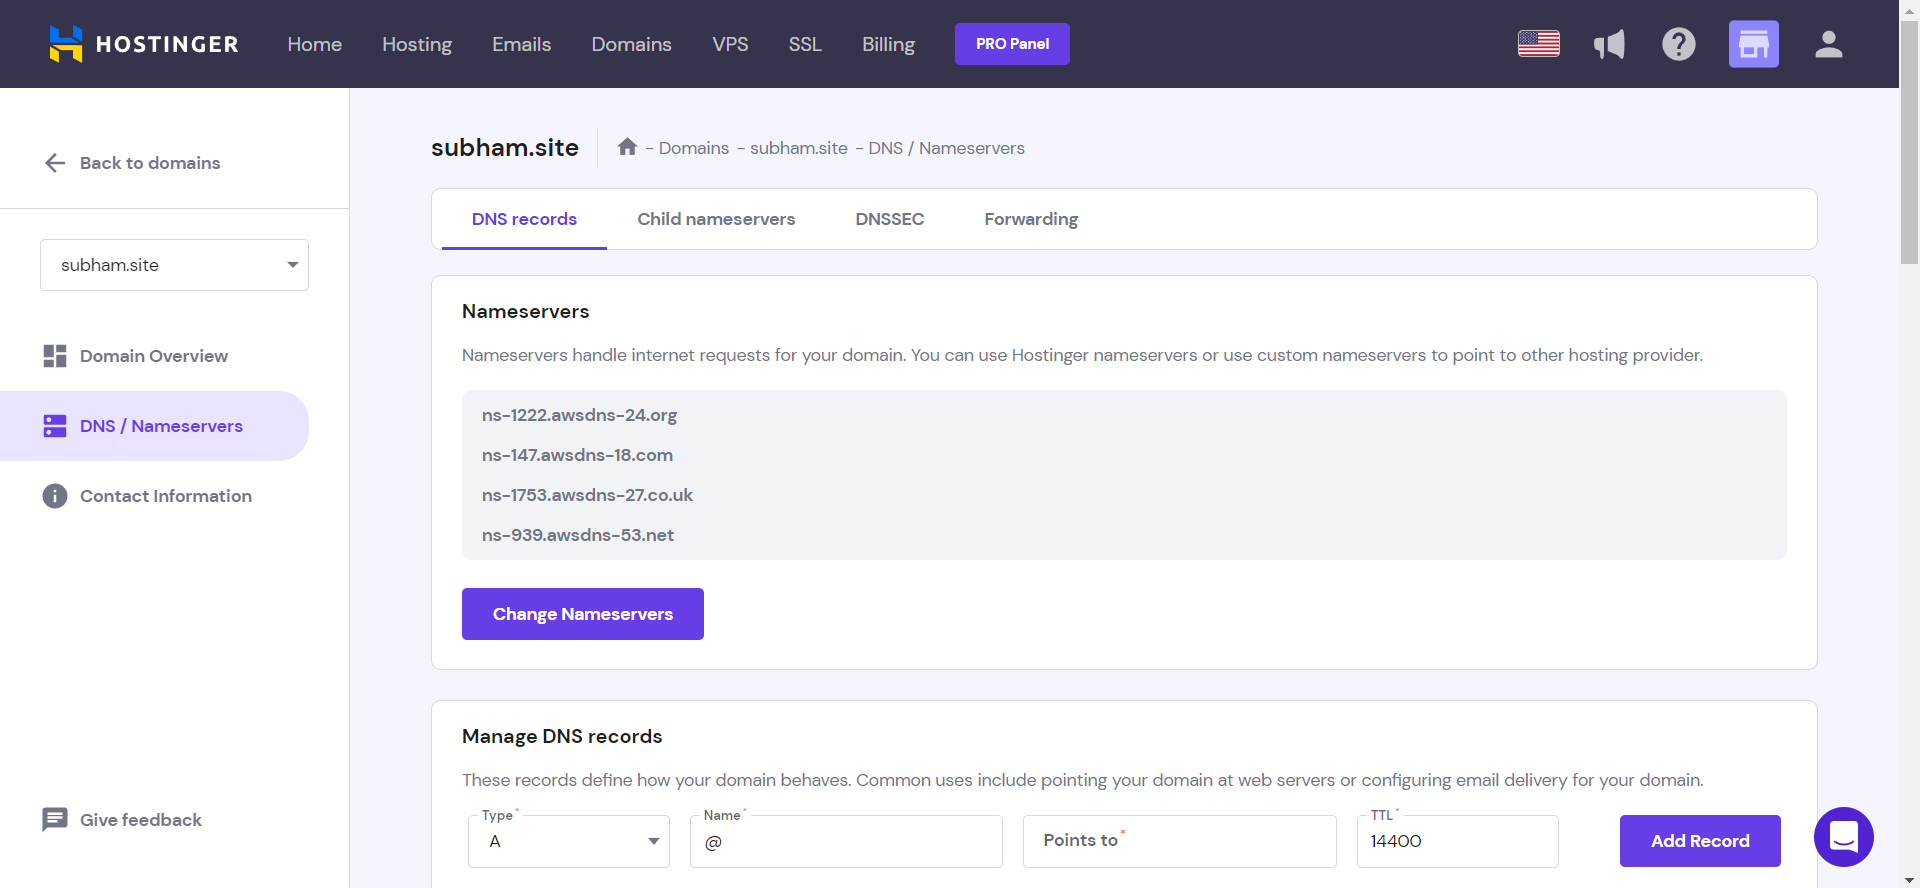 HOSTINGER Home Hosting Emails Domains VPS SSL Billing PRO Panel
Back to domains
subham.site
Domain Overview
DNS / Nameservers
Contact Information
Give feedback
subham.site - Domains - subham.site - DNS / Nameservers
DNS records Child nameservers DNSSEC Forwarding
Nameservers
Nameservers handle internet requests for your domain. You can use Hostinger nameservers or use custom nameservers to point to other hosting provider.
ns-1222.awsdns-24.org
ns-147.awsdns-18.com
ns-1753.awsdns-27.co.uk
ns-939.awsdns-53.net
Change Nameservers
Manage DNS records
These records define how your domain behaves. Common uses include pointing your domain at web servers or configuring email delivery for your domain.
Type* Name* TTL*
A @ Points to* 14400 Add Record